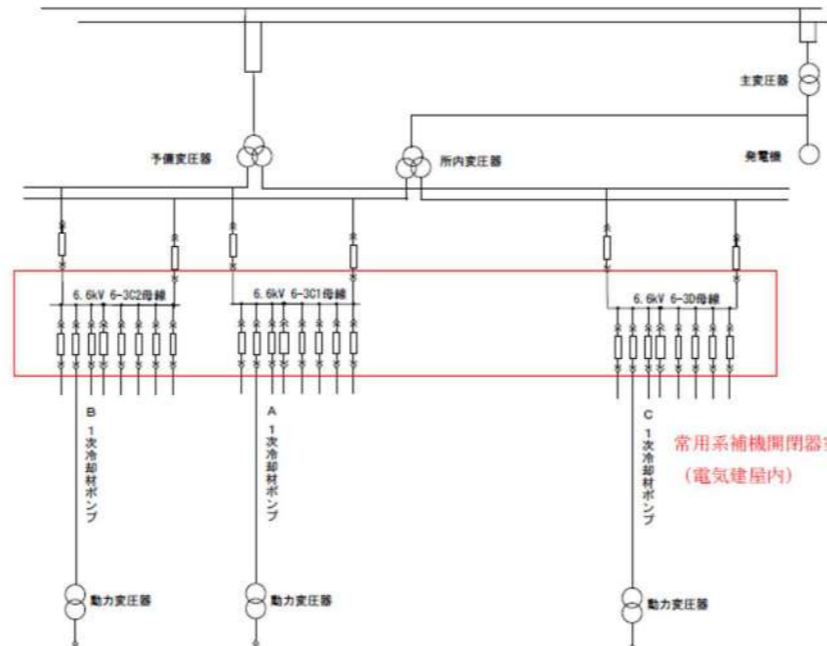 主変圧器
予備変圧器
所内変圧器
発電機
6.6kV 6-3C2母線
6.6kV 6-3C1母線
6.6kV 6-3D母線
B 1次冷却材ポンプ
A 1次冷却材ポンプ
C 1次冷却材ポンプ
常用系補機開閉器
(電気建屋内)
動力変圧器
動力変圧器
動力変圧器